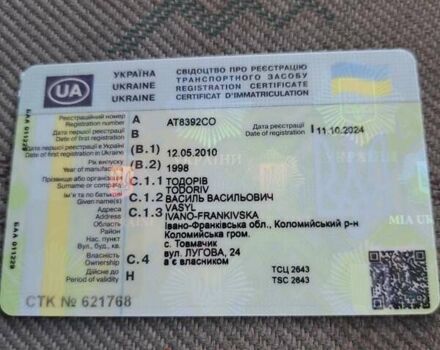 УКРАЇНА
UKRAINE
UKRAINE
СВІДОЦТВО ПРО РЕЄСТРАЦІЮ
ТРАНСПОРТНОГО ЗАСОБУ
REGISTRATION CERTIFICATE
CERTIFICAT D'IMMATRICULATION
UA
Реєстраційний номер
Registration number
A
AT8392CO
Дата першої реєстрації
Date of first registration
B
Дата реєстрації
Date of registration
I
11.10.2024
Дата першої реєстрації в Україні
Date of first registration in Ukraine
(B.1)
12.05.2010
Рік випуску
Year of manufacture
(B.2)
1998
Прізвище або організація
Surname or company
C.1.1
ТОДОРІВ
TODORIV
Ім'я та по батькові
Given name(s)
C.1.2
ВАСИЛЬ ВАСИЛЬОВИЧ
VASYL
Адреса
Address
C.1.3
IVANO-FRANKIVSKA
Область
Івано-Франківська обл., Коломийський р-н
Район
Коломийська гром.
Нас. пункт
с. Товмачик
Вул., буд., кв.
вул. ЛУГОВА, 24
Власність
Ownership
C.4
а є власником
ТСЦ 2643
Дійсне до
Period of validity
H
TSC 2643
СТК № 621768